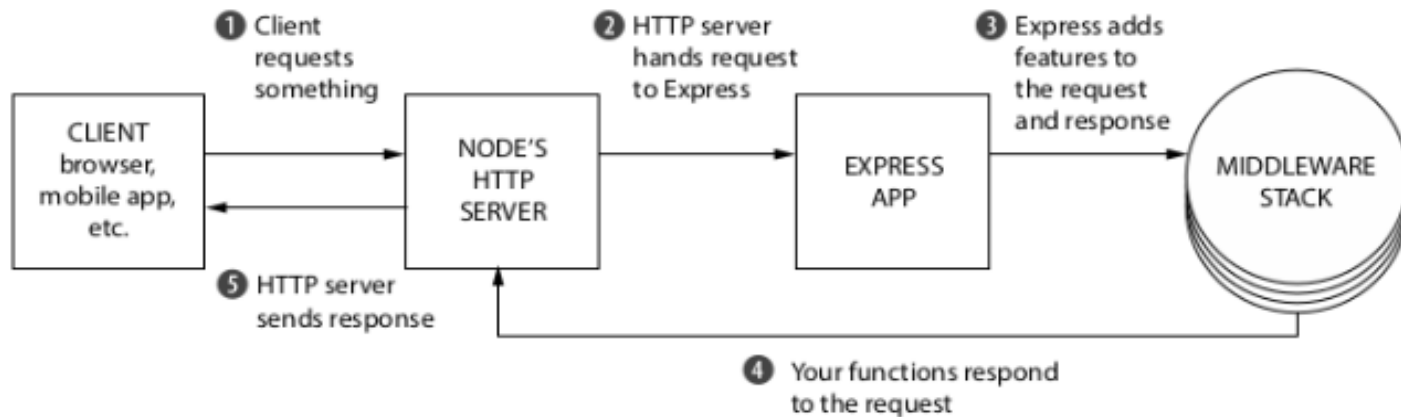 1 Client
requests
something
2 HTTP server
hands request
to Express
3 Express adds
features to
the request
and response
CLIENT
browser,
mobile app,
etc.
NODE'S
HTTP
SERVER
EXPRESS
APP
MIDDLEWARE
STACK
5 HTTP server
sends response
4 Your functions respond
to the request